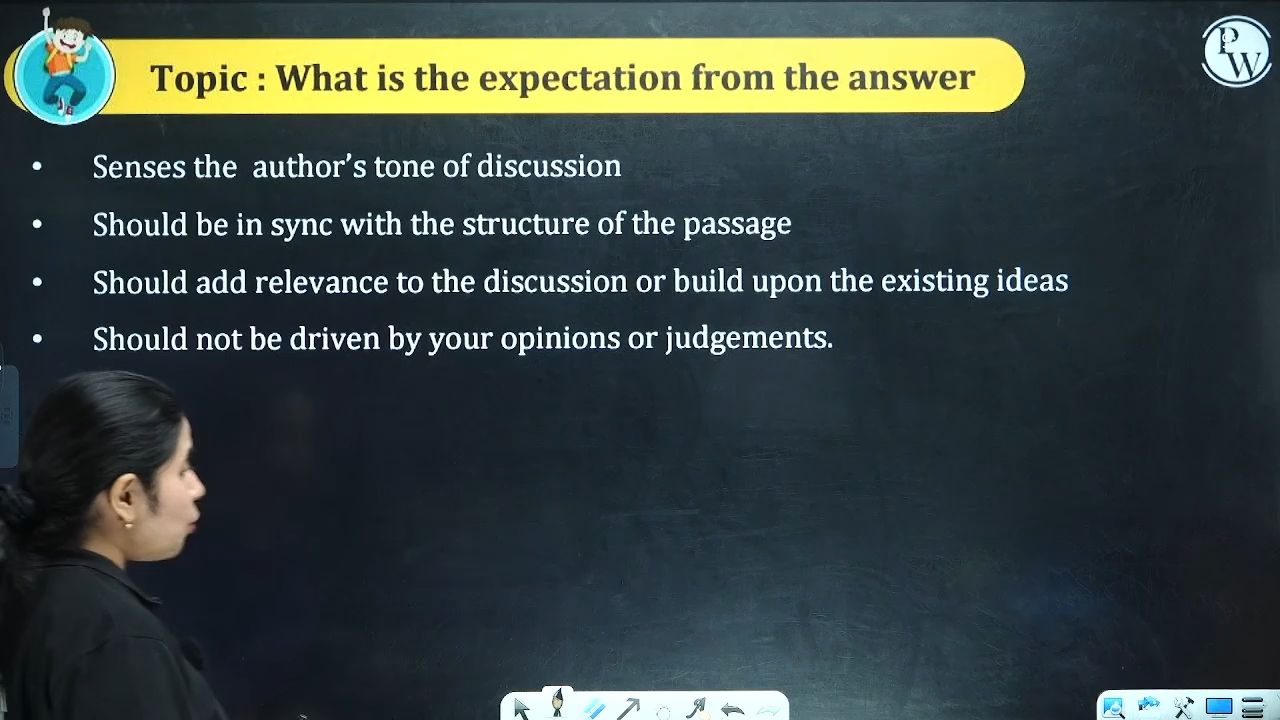 Topic : What is the expectation from the answer
PW
• Senses the author’s tone of discussion
• Should be in sync with the structure of the passage
• Should add relevance to the discussion or build upon the existing ideas
• Should not be driven by your opinions or judgements.